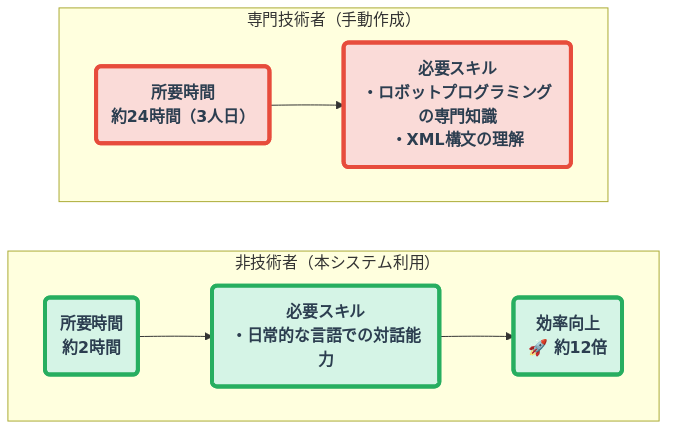 専門技術者（手動作成）
所要時間
約24時間（3人日）
必要スキル
・ロボットプログラミング
の専門知識
・XML構文の理解
非技術者（本システム利用）
所要時間
約2時間
必要スキル
・日常的な言語での対話能
力
効率向上
🚀 約12倍